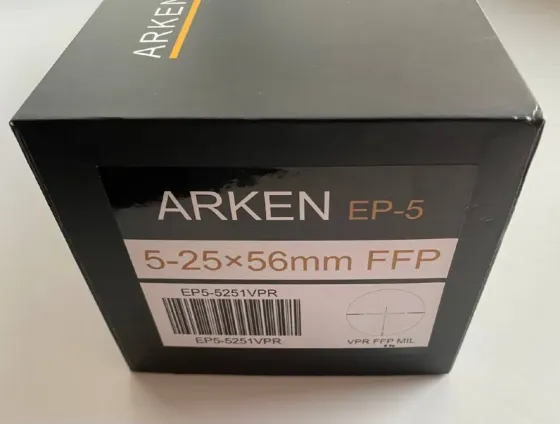 ARKEN
ARKEN EP-5
5-25×56mm FFP
EP5-5251VPR
EP5-5251VPR
VPR FFP MIL